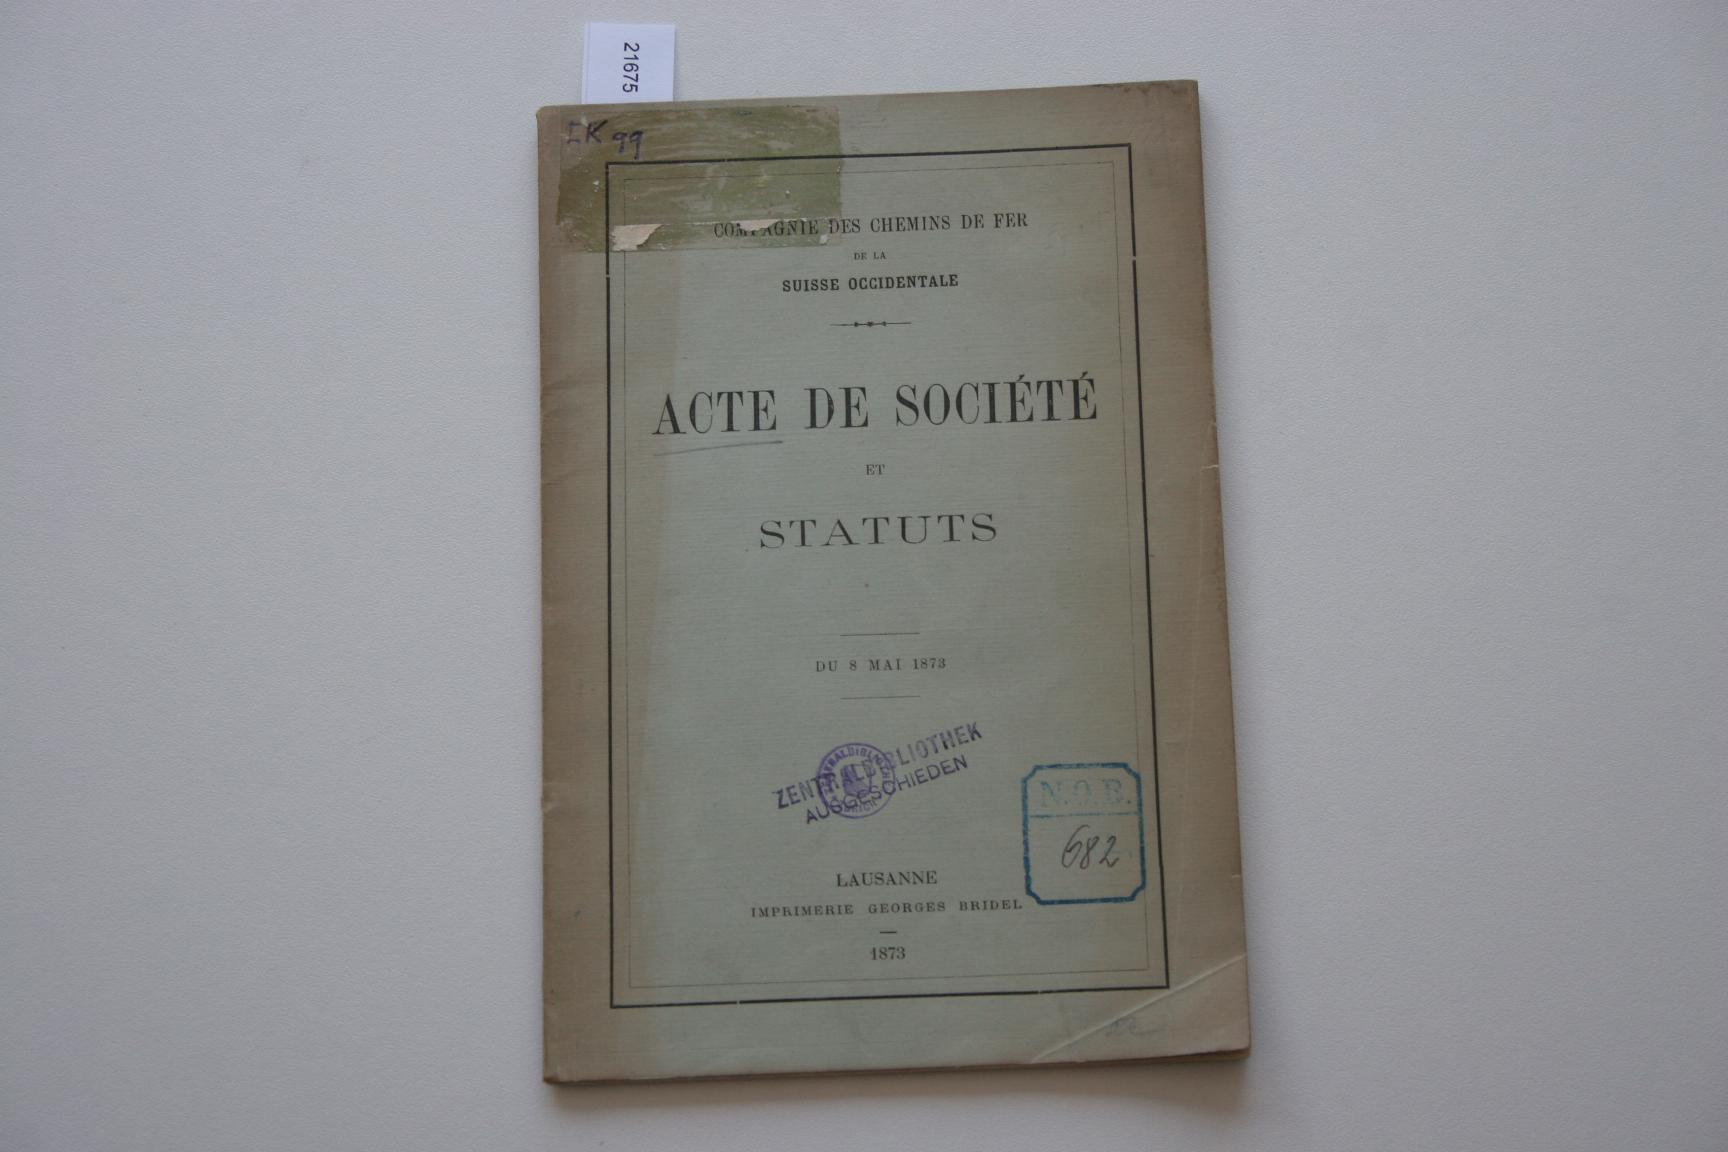 21675
EK 99
COMPAGNIE DES CHEMINS DE FER
DE LA
SUISSE OCCIDENTALE
ACTE DE SOCIÉTÉ
ET
STATUTS
DU 8 MAI 1873
ZENTRALBIBLIOTHEK
AUSGESCHIEDEN
N.O.B.
682
LAUSANNE
IMPRIMERIE GEORGES BRIDEL
1873